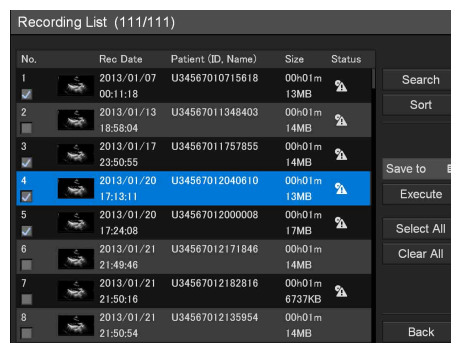 Recording List (111/111)
No. Rec Date Patient (ID, Name) Size Status
1 2013/01/07 U34567010715618 00h01m
00:11:18 13MB
2 2013/01/13 U34567011348403 00h01m
18:58:04 14MB
3 2013/01/17 U34567011757855 00h01m
23:50:55 14MB
4 2013/01/20 U34567012040610 00h01m
17:13:11 13MB
5 2013/01/20 U34567012000008 00h01m
17:24:08 17MB
6 2013/01/21 U34567012171846 00h01m
21:49:46 14MB
7 2013/01/21 U34567012182816 00h01m
21:50:16 6737KB
8 2013/01/21 U34567012135954 00h01m
21:50:54 14MB
Search
Sort
Save to
Execute
Select All
Clear All
Back